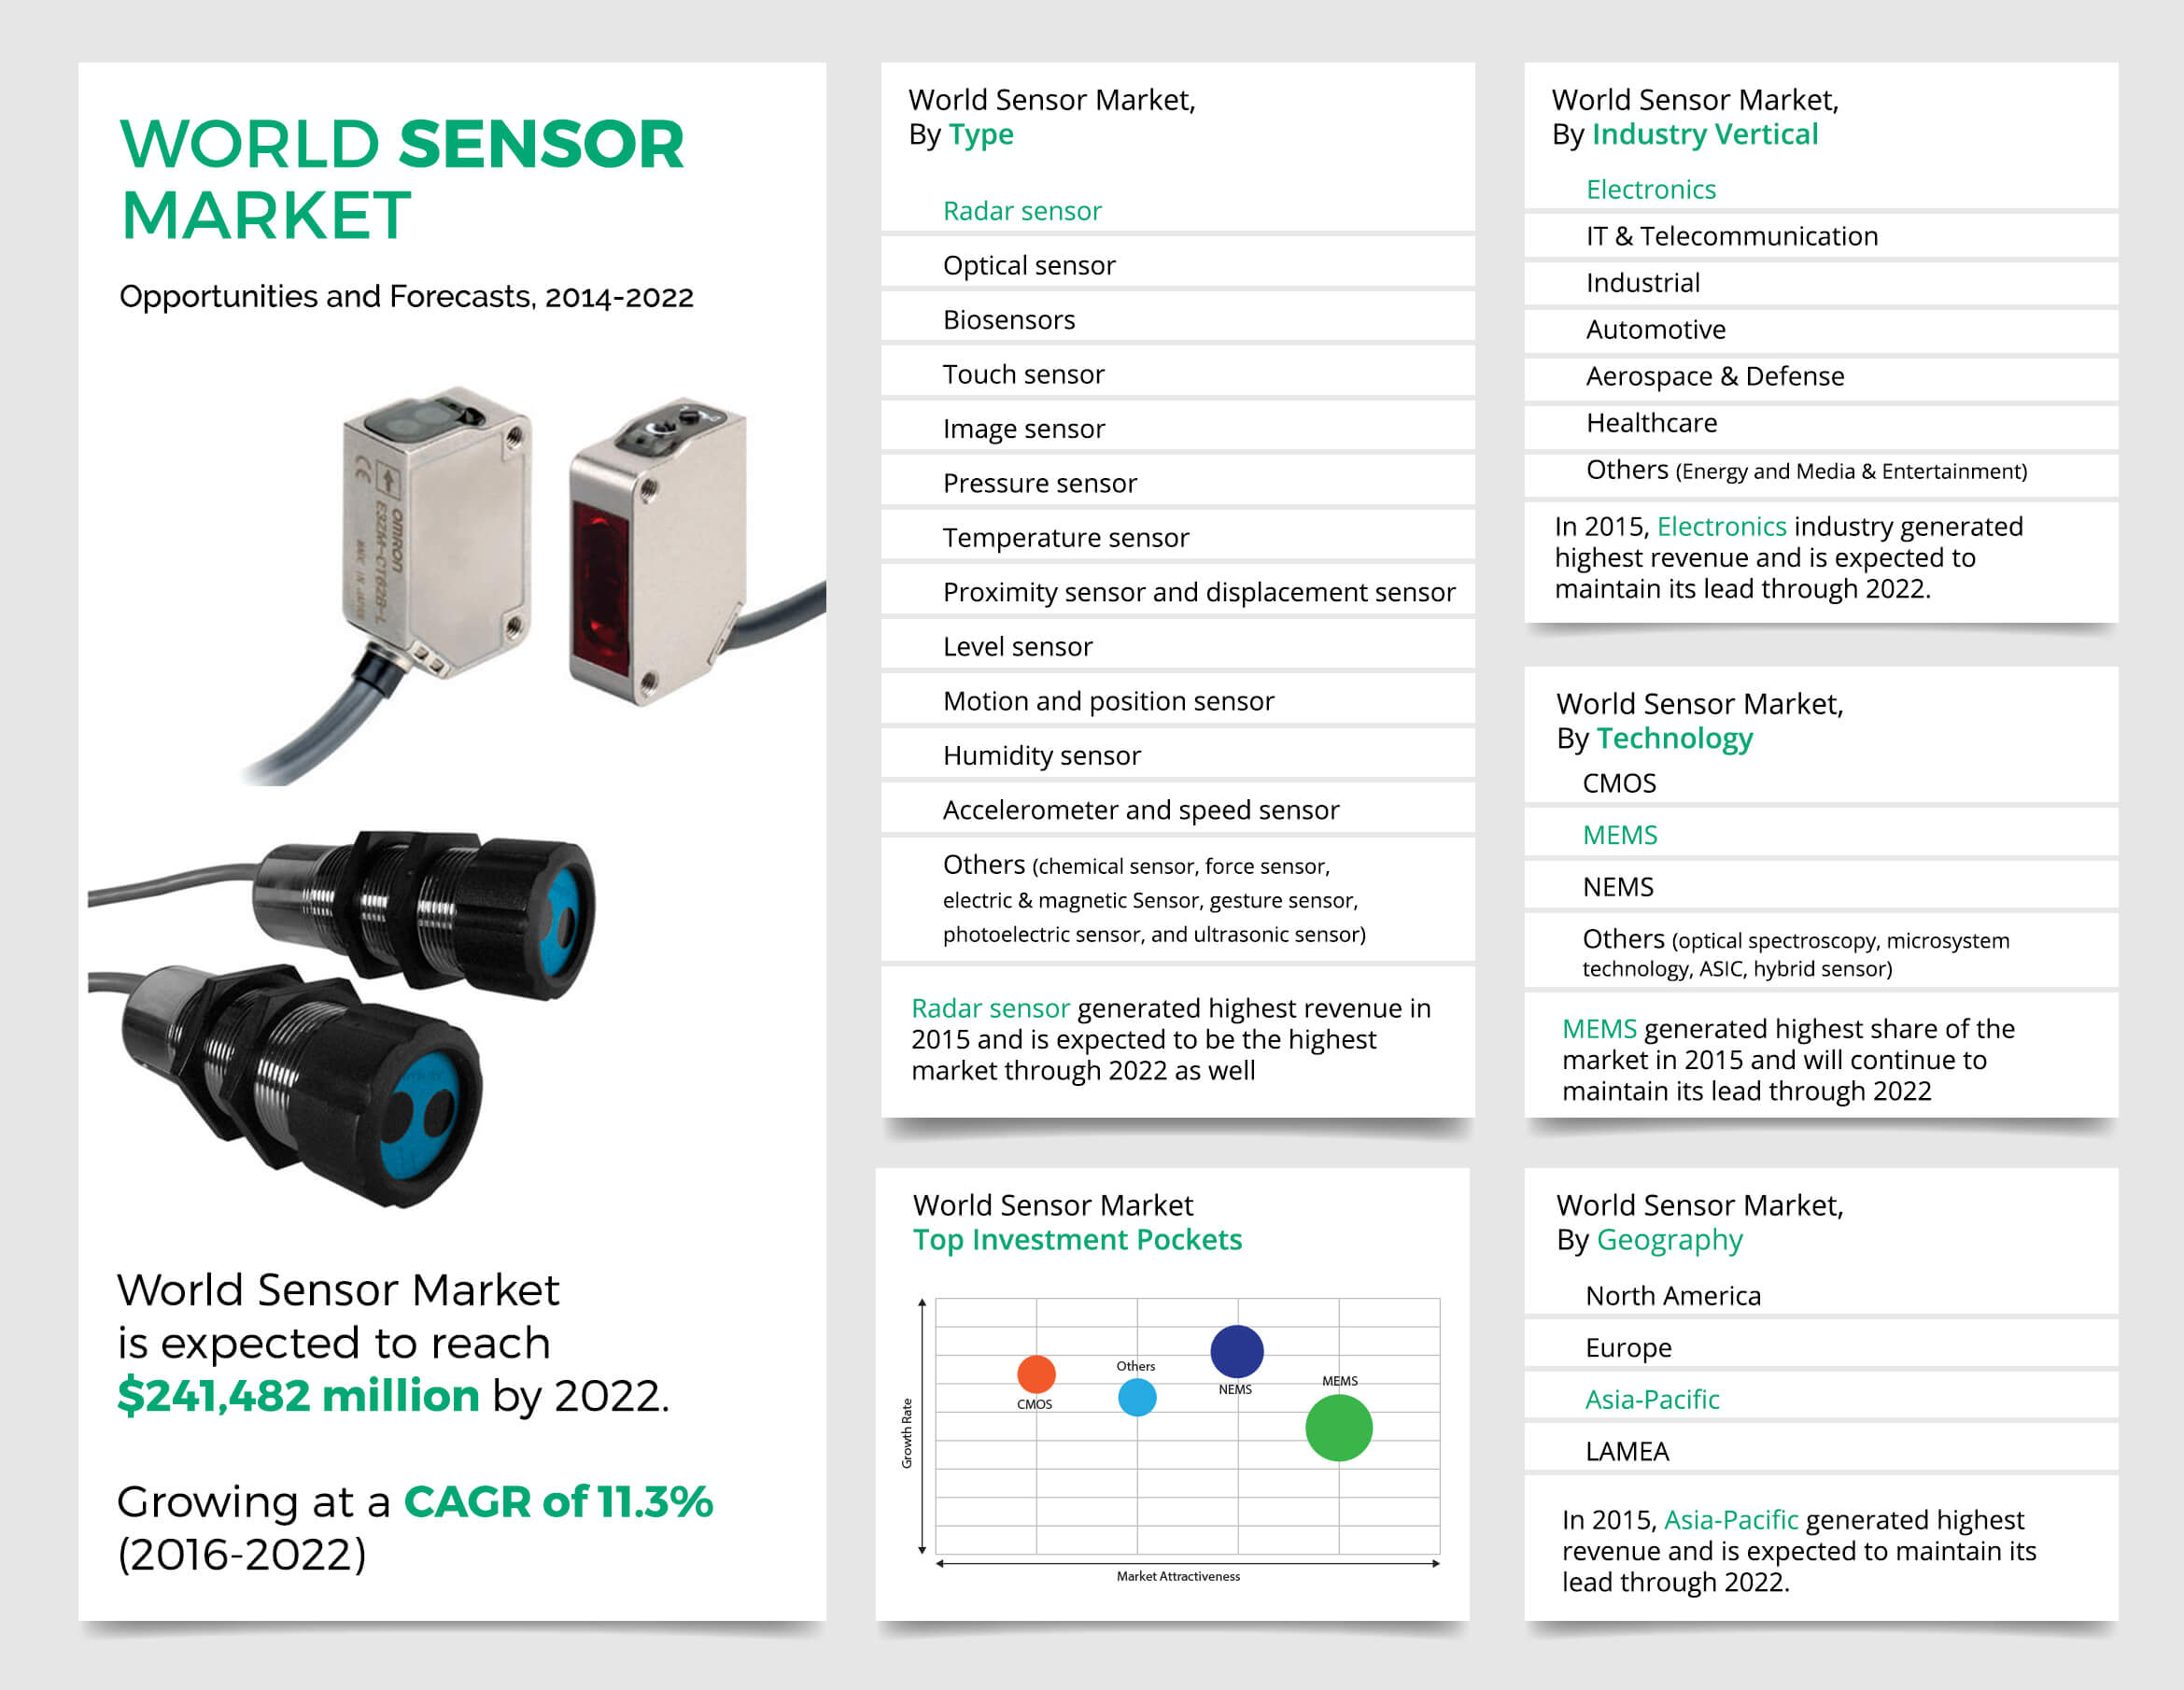 WORLD SENSOR
MARKET
Opportunities and Forecasts, 2014-2022
OMRON
E3ZM-CT62B-L
CE
World Sensor Market
is expected to reach
$241,482 million by 2022.
Growing at a CAGR of 11.3%
(2016-2022)
World Sensor Market,
By Type
Radar sensor
Optical sensor
Biosensors
Touch sensor
Image sensor
Pressure sensor
Temperature sensor
Proximity sensor and displacement sensor
Level sensor
Motion and position sensor
Humidity sensor
Accelerometer and speed sensor
Others (chemical sensor, force sensor,
electric & magnetic Sensor, gesture sensor,
photoelectric sensor, and ultrasonic sensor)
Radar sensor generated highest revenue in
2015 and is expected to be the highest
market through 2022 as well
World Sensor Market
Top Investment Pockets
Growth Rate
CMOS
Others
NEMS
MEMS
Market Attractiveness
World Sensor Market,
By Industry Vertical
Electronics
IT & Telecommunication
Industrial
Automotive
Aerospace & Defense
Healthcare
Others (Energy and Media & Entertainment)
In 2015, Electronics industry generated
highest revenue and is expected to
maintain its lead through 2022.
World Sensor Market,
By Technology
CMOS
MEMS
NEMS
Others (optical spectroscopy, microsystem
technology, ASIC, hybrid sensor)
MEMS generated highest share of the
market in 2015 and will continue to
maintain its lead through 2022
World Sensor Market,
By Geography
North America
Europe
Asia-Pacific
LAMEA
In 2015, Asia-Pacific generated highest
revenue and is expected to maintain its
lead through 2022.